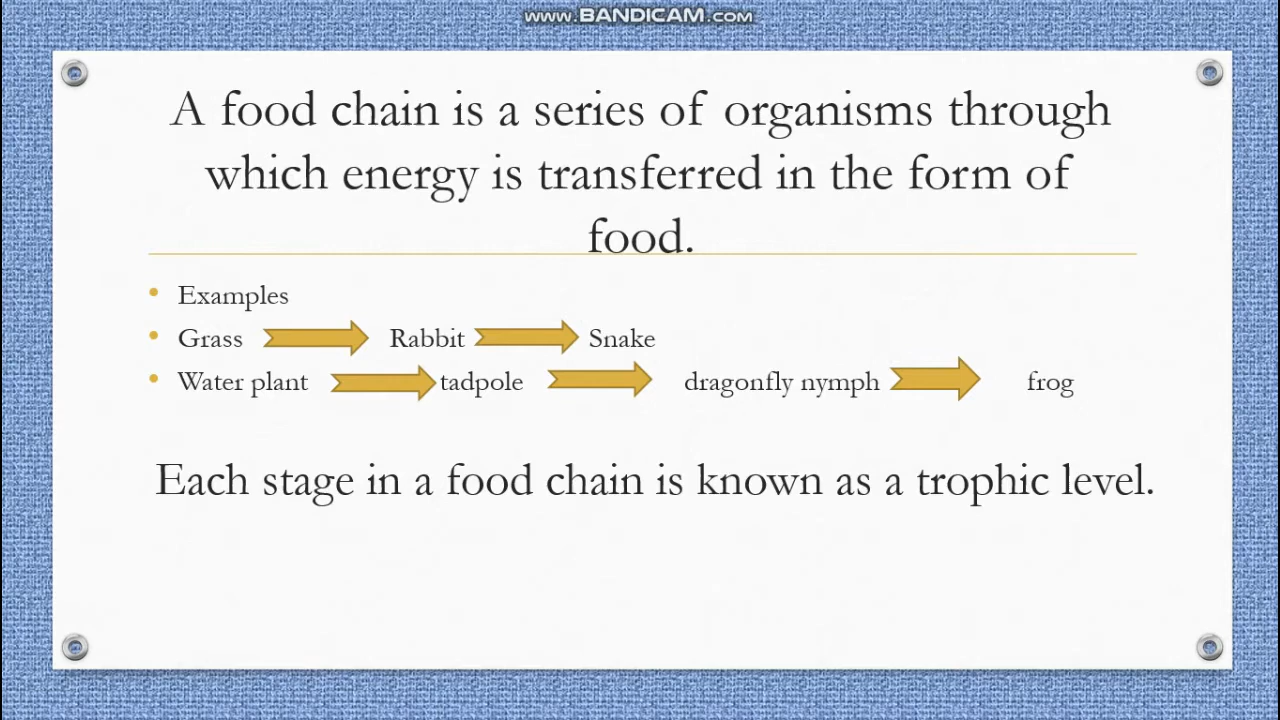 www.BANDICAM.com
A food chain is a series of organisms through
which energy is transferred in the form of
food.
Examples
Grass Rabbit Snake
Water plant tadpole dragonfly nymph frog
Each stage in a food chain is known as a trophic level.